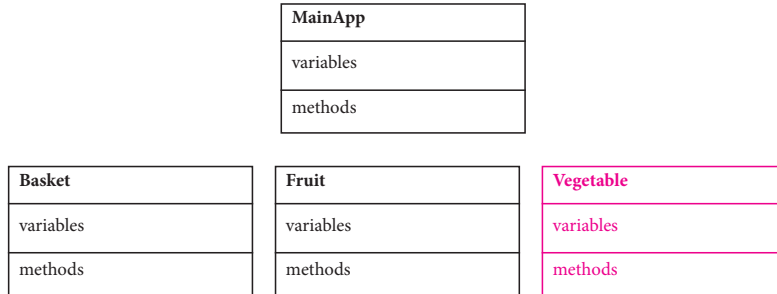 MainApp
variables
methods
Basket
variables
methods
Fruit
variables
methods
Vegetable
variables
methods